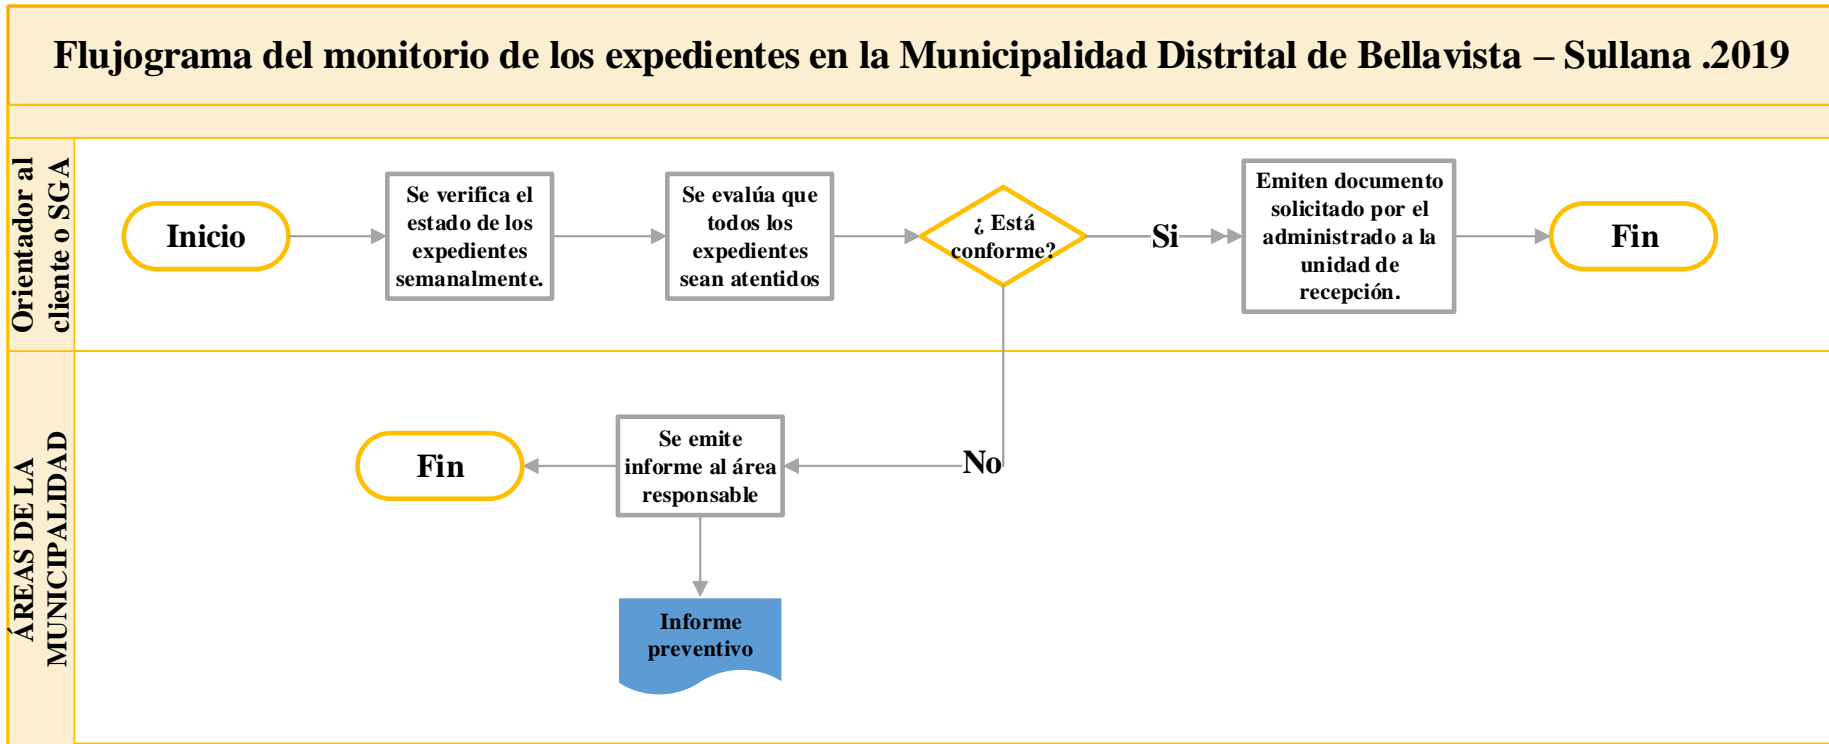 Flujograma del monitorio de los expedientes en la Municipalidad Distrital de Bellavista – Sullana .2019
Orientador al
cliente o SGA
Inicio
Se verifica el
estado de los
expedientes
semanalmente.
Se evalúa que
todos los
expedientes
sean atentidos
¿ Está
conforme?
Si
Emiten documento
solicitado por el
administrado a la
unidad de
recepción.
Fin
ÁREAS DE LA
MUNICIPALIDAD
Fin
Se emite
informe al área
responsable
No
Informe
preventivo